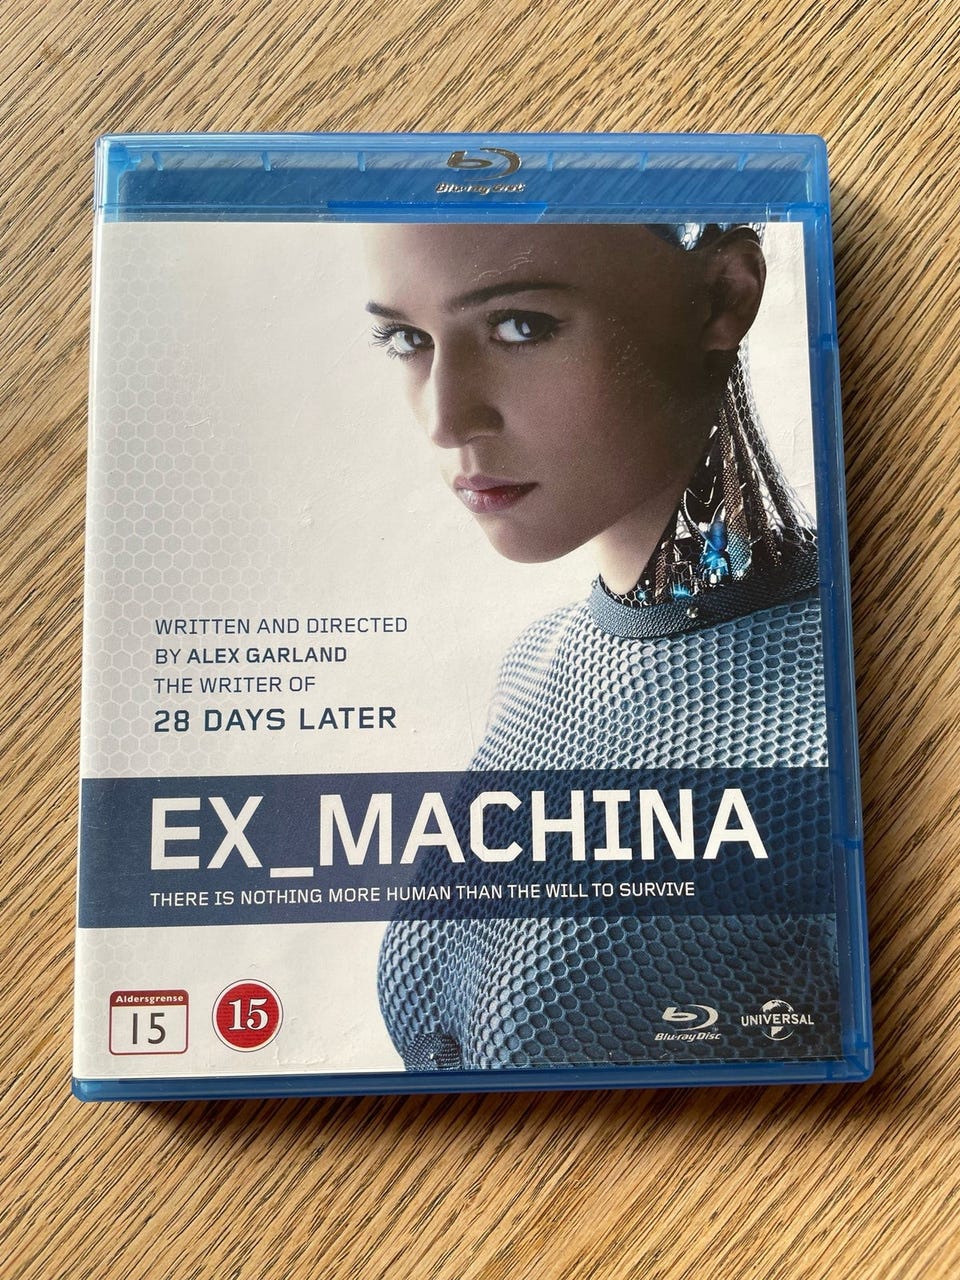 Blu-ray Disc
WRITTEN AND DIRECTED
BY ALEX GARLAND
THE WRITER OF
28 DAYS LATER
EX_MACHINA
THERE IS NOTHING MORE HUMAN THAN THE WILL TO SURVIVE
Aldersgrense
15
15
Blu-ray Disc
UNIVERSAL